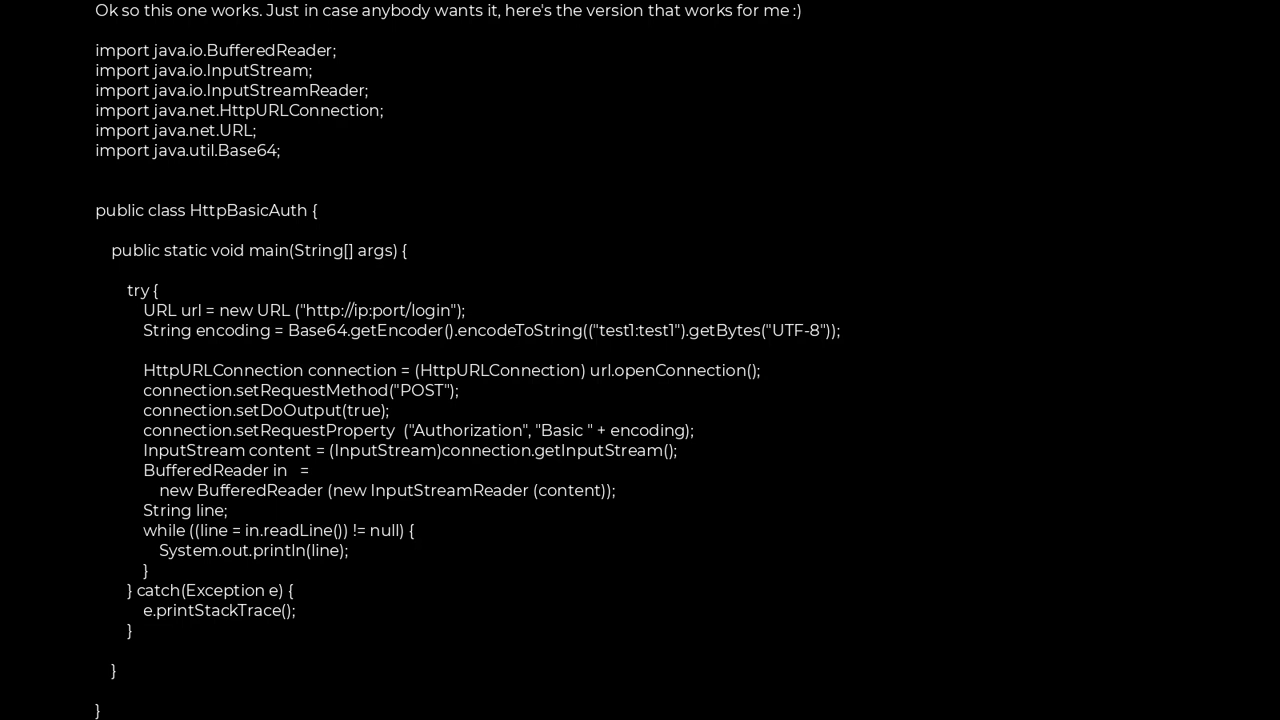 Ok so this one works. Just in case anybody wants it, here's the version that works for me :)
import java.io.BufferedReader;
import java.io.InputStream;
import java.io.InputStreamReader;
import java.net.HttpURLConnection;
import java.net.URL;
import java.util.Base64;
public class HttpBasicAuth {
public static void main(String[] args) {
try {
URL url = new URL ("http://ip:port/login");
String encoding = Base64.getEncoder().encodeToString(("test1:test1").getBytes("UTF-8"));
HttpURLConnection connection = (HttpURLConnection) url.openConnection();
connection.setRequestMethod("POST");
connection.setDoOutput(true);
connection.setRequestProperty  ("Authorization", "Basic " + encoding);
InputStream content = (InputStream)connection.getInputStream();
BufferedReader in   =
new BufferedReader (new InputStreamReader (content));
String line;
while ((line = in.readLine()) != null) {
System.out.println(line);
}
} catch(Exception e) {
e.printStackTrace();
}
}
}